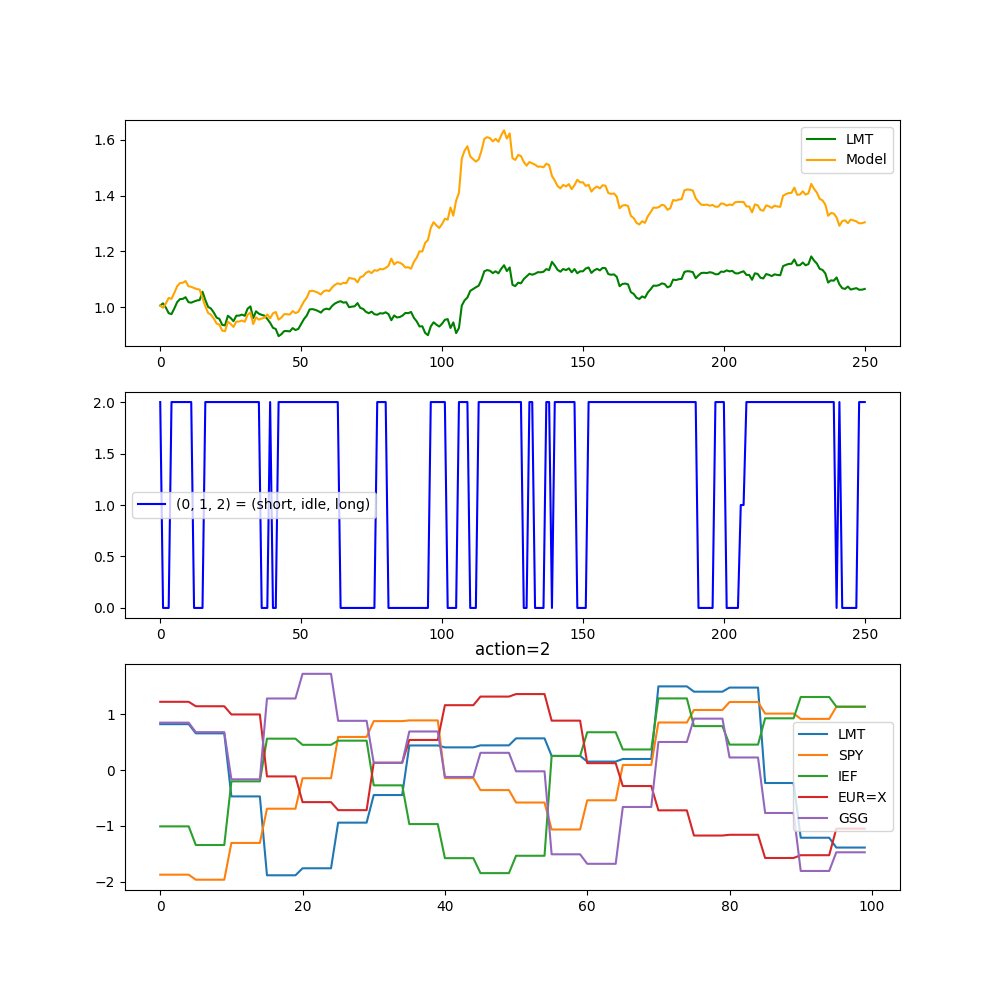 1.6
1.4
1.2
1.0
LMT
Model
0 50 100 150 200 250
2.0
1.5
1.0
0.5
0.0
(0, 1, 2) = (short, idle, long)
0 50 100 150 200 250
action=2
1
0
−1
−2
LMT
SPY
IEF
EUR=X
GSG
0 20 40 60 80 100